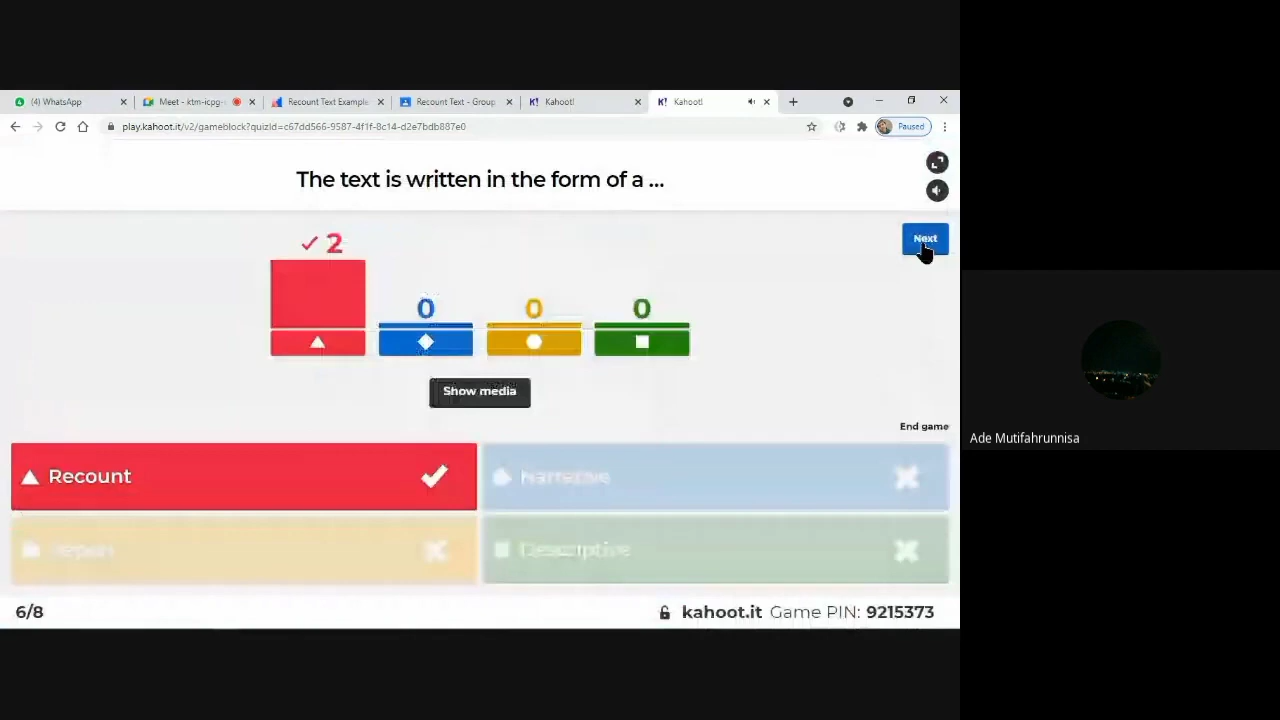 (4) WhatsApp
Meet - ktm-icpg-
Recount Text Example
Recount Text - Group
Kahoot!
Kahoot!
play.kahoot.it/v2/gameblock?quizId=c67dd566-9587-4f1f-8c14-d2e7bdb887e0
Paused
The text is written in the form of a ...
Next
2
0
0
0
Show media
End game
Recount
Narrative
Report
Descriptive
6/8
kahoot.it Game PIN: 9215373
Ade Mutifahrunnisa